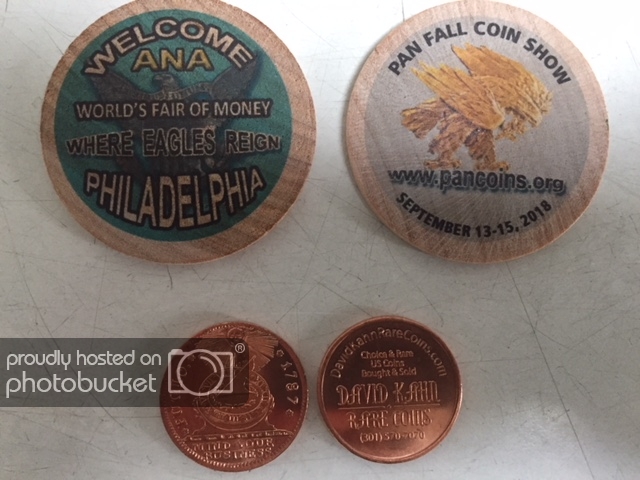 WELCOME
ANA
WORLD'S FAIR OF MONEY
WHERE EAGLES REIGN
PHILADELPHIA
PAN FALL COIN SHOW
www.pancoins.org
SEPTEMBER 13-15, 2018
proudly hosted on
photobucket
®
1787
MIND YOUR
BUSINESS
DavidKahnRareCoins.com
Choice & Rare
US Coins
Bought & Sold
DAVID KAHN
RARE COINS